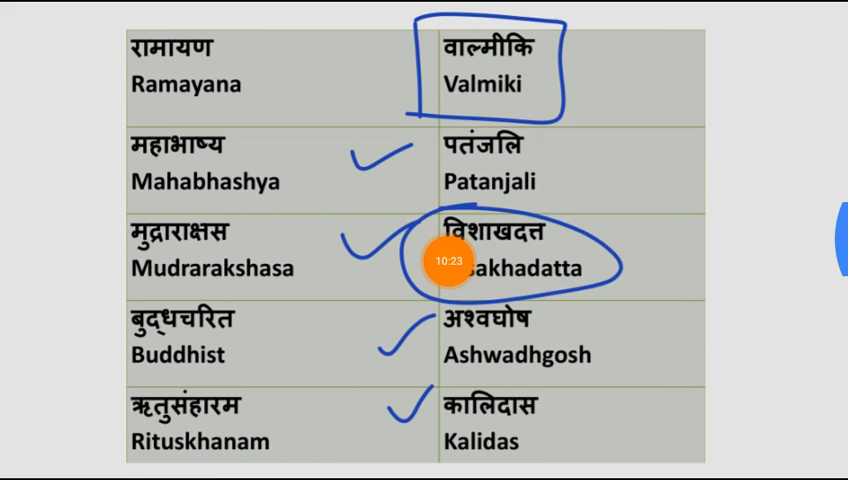 रामायण
Ramayana
वाल्मीकि
Valmiki
महाभाष्य
Mahabhashya
पतंजलि
Patanjali
मुद्राराक्षस
Mudrarakshasa
विशाखदत्त
akhadatta
10:23
बुद्धचरित
Buddhist
अश्वघोष
Ashwadhgosh
ऋतुसंहारम
Rituskhanam
कालिदास
Kalidas